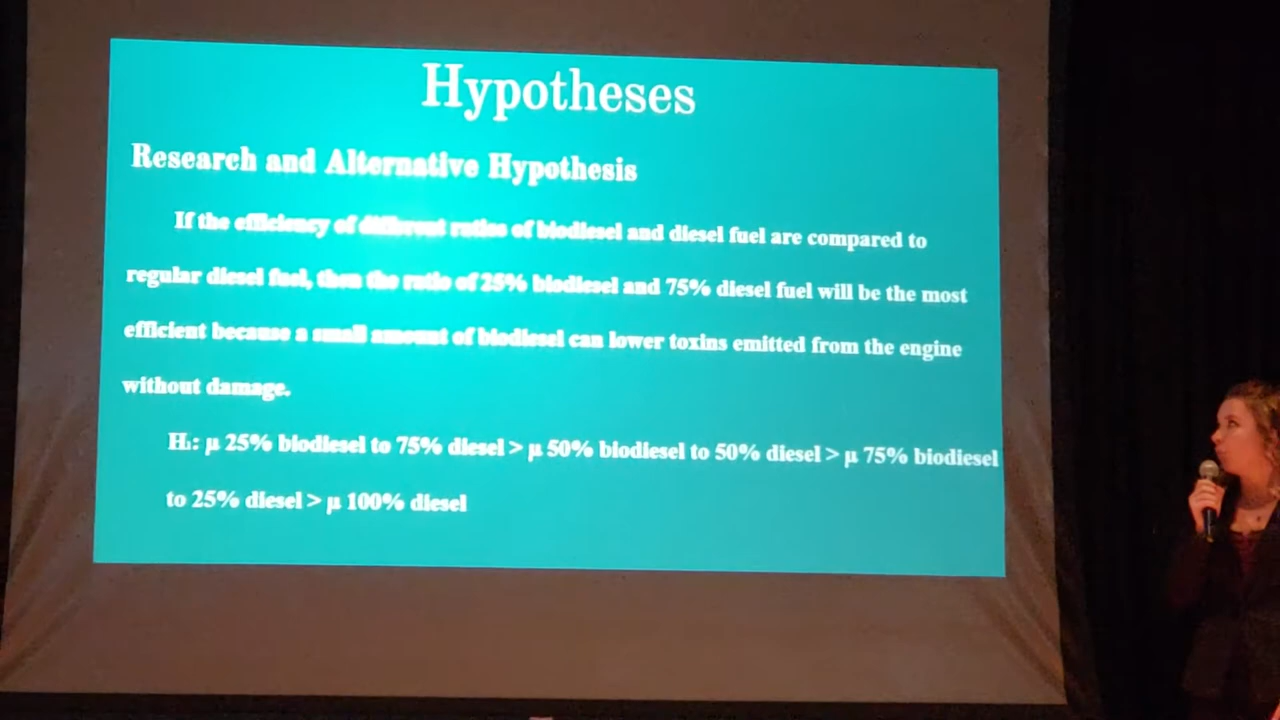 Hypotheses
Research and Alternative Hypothesis
If the efficiency of different ratios of biodiesel and diesel fuel are compared to
regular diesel fuel, then the ratio of 25% biodiesel and 75% diesel fuel will be the most
efficient because a small amount of biodiesel can lower toxins emitted from the engine
without damage.
H₁: μ 25% biodiesel to 75% diesel > μ 50% biodiesel to 50% diesel > μ 75% biodiesel
to 25% diesel > μ 100% diesel